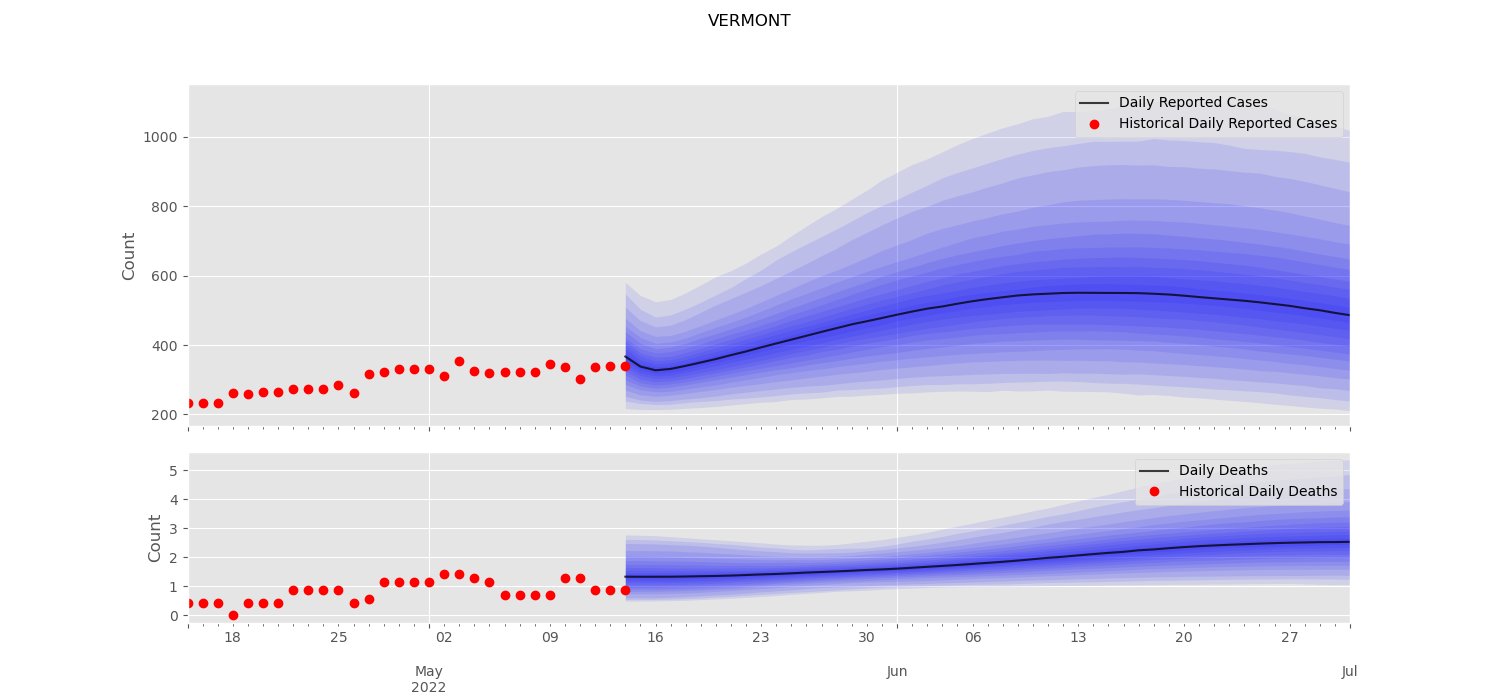 VERMONT
Daily Reported Cases
Historical Daily Reported Cases
Count
1000
800
600
400
200
Daily Deaths
Historical Daily Deaths
Count
5
4
3
2
1
0
18 25 02 09 16 23 30 06 13 20 27
May Jun Jul
2022